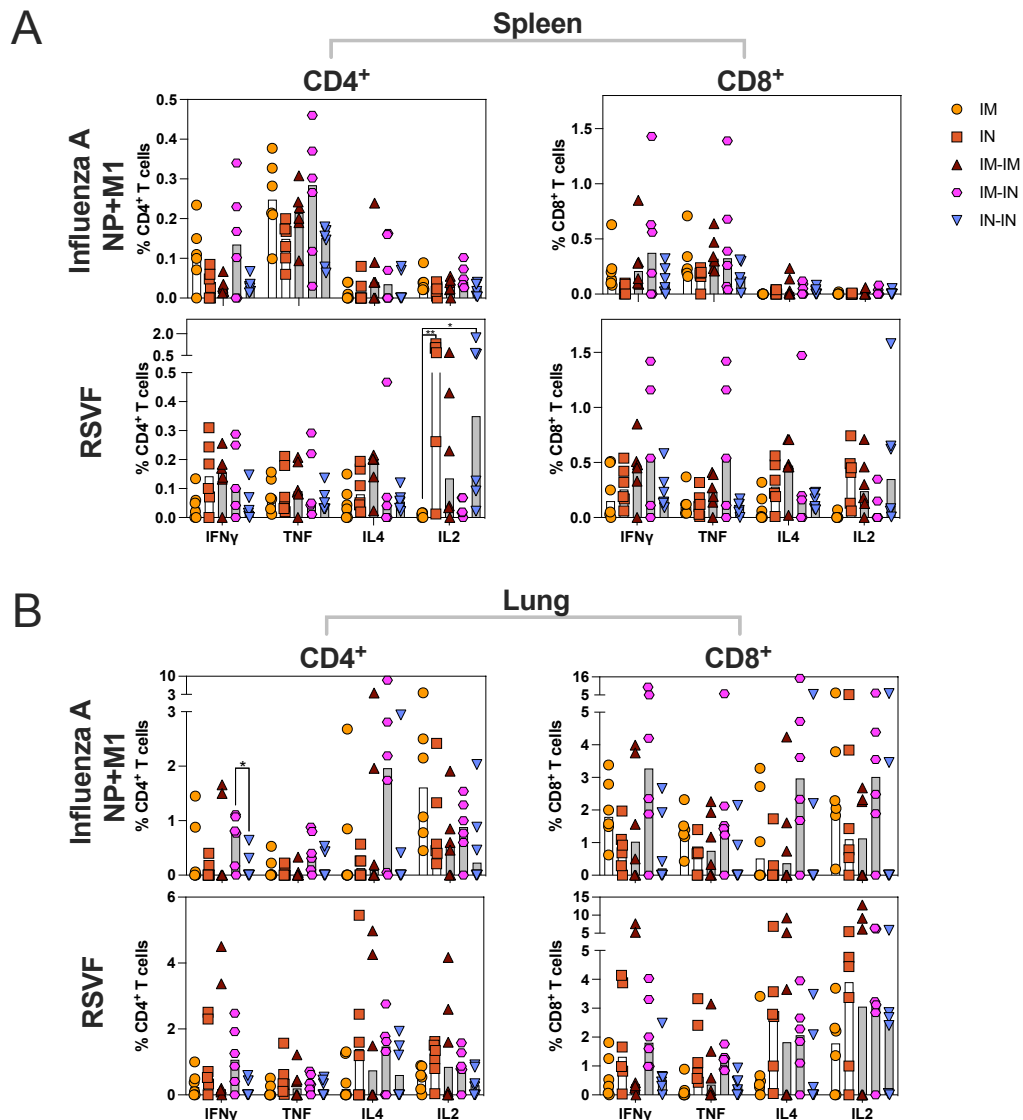 A
Spleen
CD4+
CD8+
Influenza A
NP+M1
% CD4+ T cells
0.5
0.4
0.3
0.2
0.1
0.0
% CD8+ T cells
1.5
1.0
0.5
0.0
IM
IN
IM-IM
IM-IN
IN-IN
RSVF
% CD4+ T cells
2.0
0.5
0.5
0.4
0.3
0.2
0.1
0.0
**
*
IFNγ
TNF
IL4
IL2
% CD8+ T cells
1.5
1.0
0.5
0.0
IFNγ
TNF
IL4
IL2
B
Lung
CD4+
CD8+
Influenza A
NP+M1
% CD4+ T cells
10
3
3
2
1
0
*
% CD8+ T cells
16
5
5
4
3
2
1
0
RSVF
% CD4+ T cells
6
4
2
0
IFNγ
TNF
IL4
IL2
% CD8+ T cells
15
10
5
5
4
3
2
1
0
IFNγ
TNF
IL4
IL2